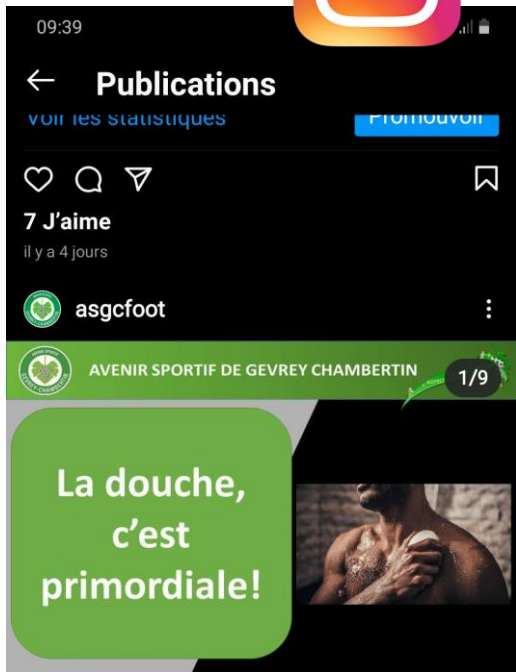 09:39
Publications
Voir les statistiques
Promouvoir
7 J'aime
il y a 4 jours
asgcfoot
AVENIR SPORTIF DE GEVREY CHAMBERTIN
1/9
La douche,
c'est
primordiale!